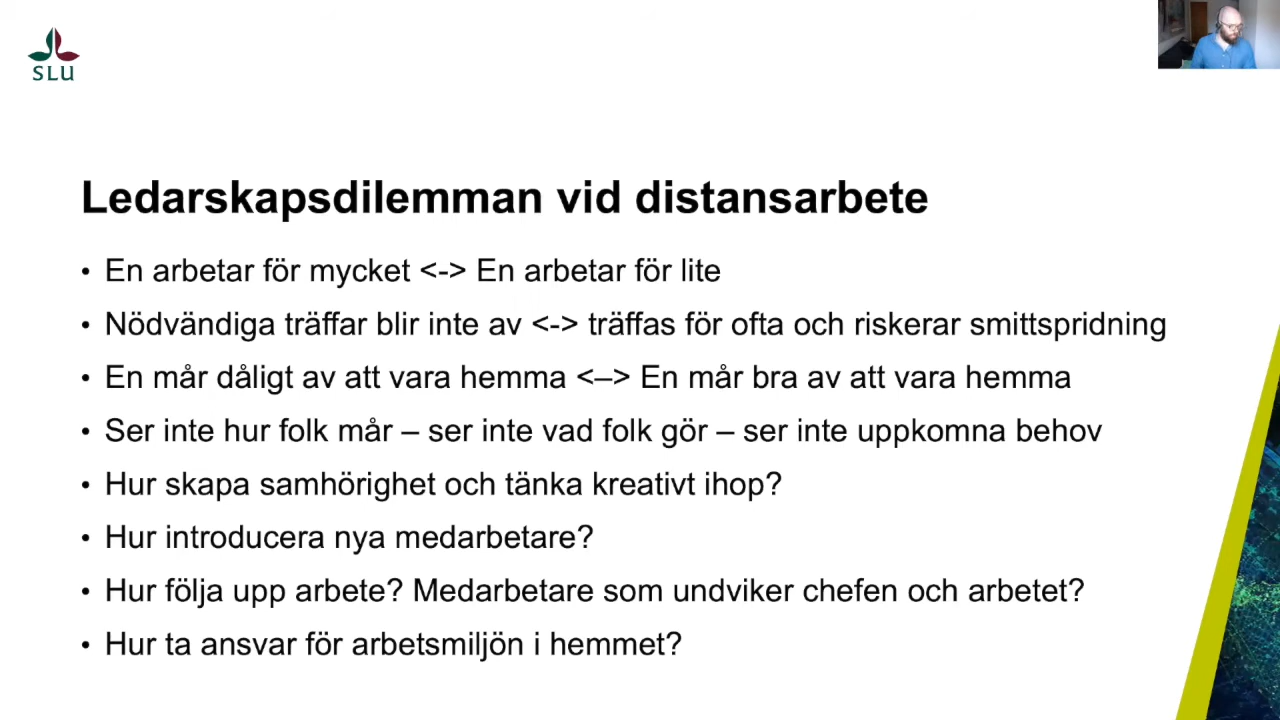 SLU
Ledarskapsdilemman vid distansarbete
• En arbetar för mycket <-> En arbetar för lite
• Nödvändiga träffar blir inte av <-> träffas för ofta och riskerar smittspridning
• En mår dåligt av att vara hemma <–> En mår bra av att vara hemma
• Ser inte hur folk mår – ser inte vad folk gör – ser inte uppkomna behov
• Hur skapa samhörighet och tänka kreativt ihop?
• Hur introducera nya medarbetare?
• Hur följa upp arbete? Medarbetare som undviker chefen och arbetet?
• Hur ta ansvar för arbetsmiljön i hemmet?